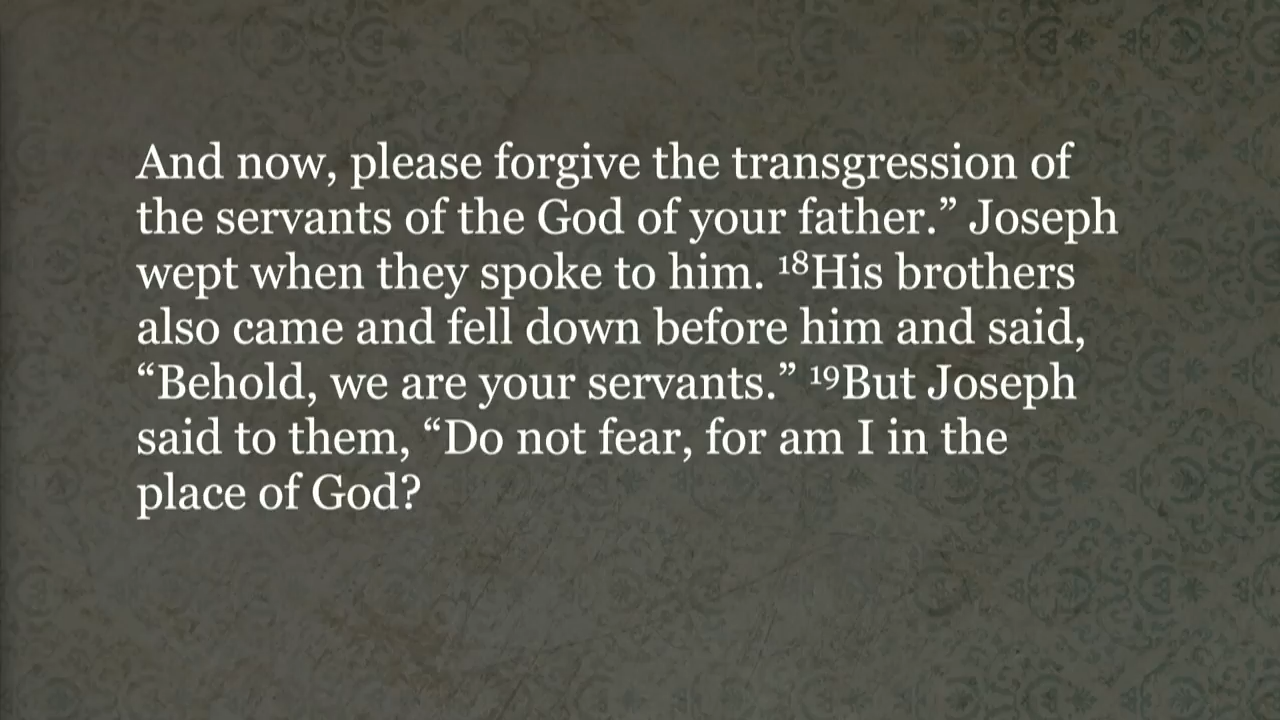 And now, please forgive the transgression of
the servants of the God of your father.” Joseph
wept when they spoke to him. ¹⁸His brothers
also came and fell down before him and said,
“Behold, we are your servants.” ¹⁹But Joseph
said to them, “Do not fear, for am I in the
place of God?